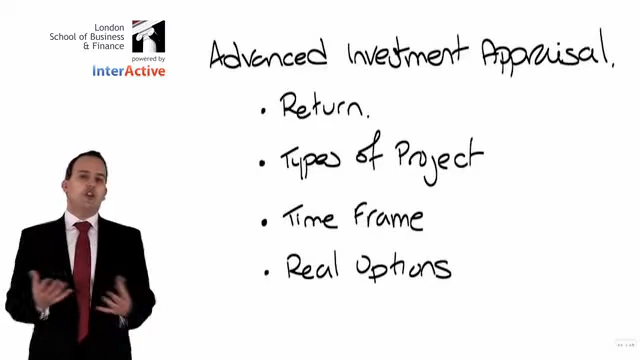 London
School of Business
& Finance
powered by
InterActive
Advanced Investment Appraisal.
• Return.
• Types of Project
• Time Frame
• Real Options